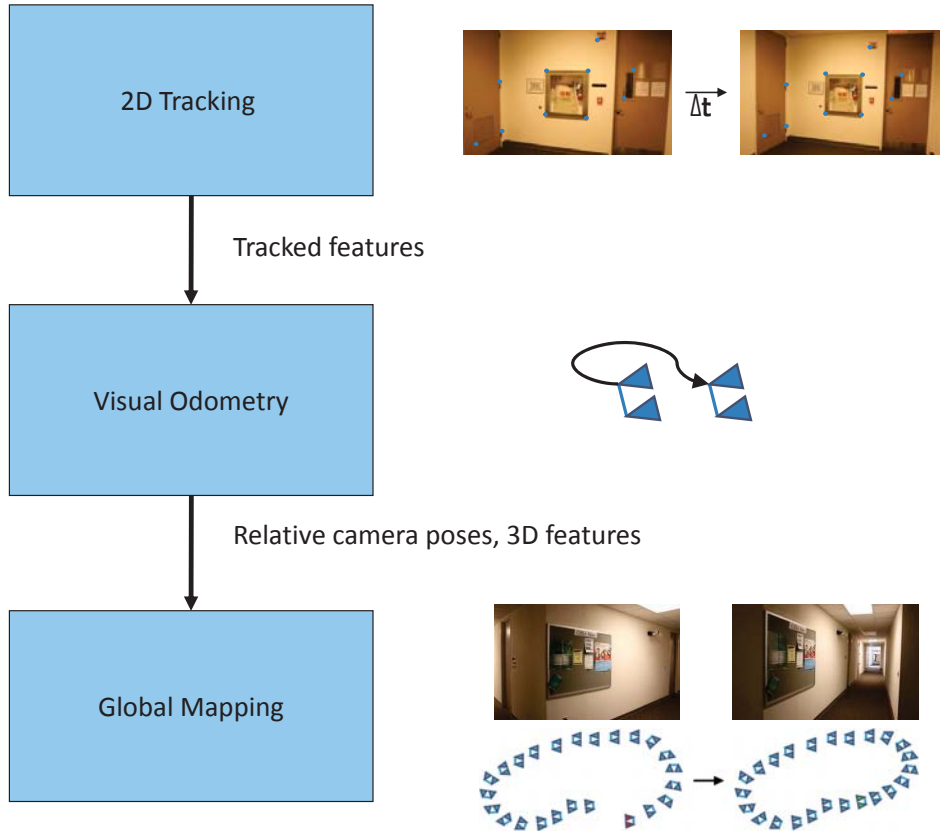 2D Tracking
Δt
Tracked features
Visual Odometry
Relative camera poses, 3D features
Global Mapping